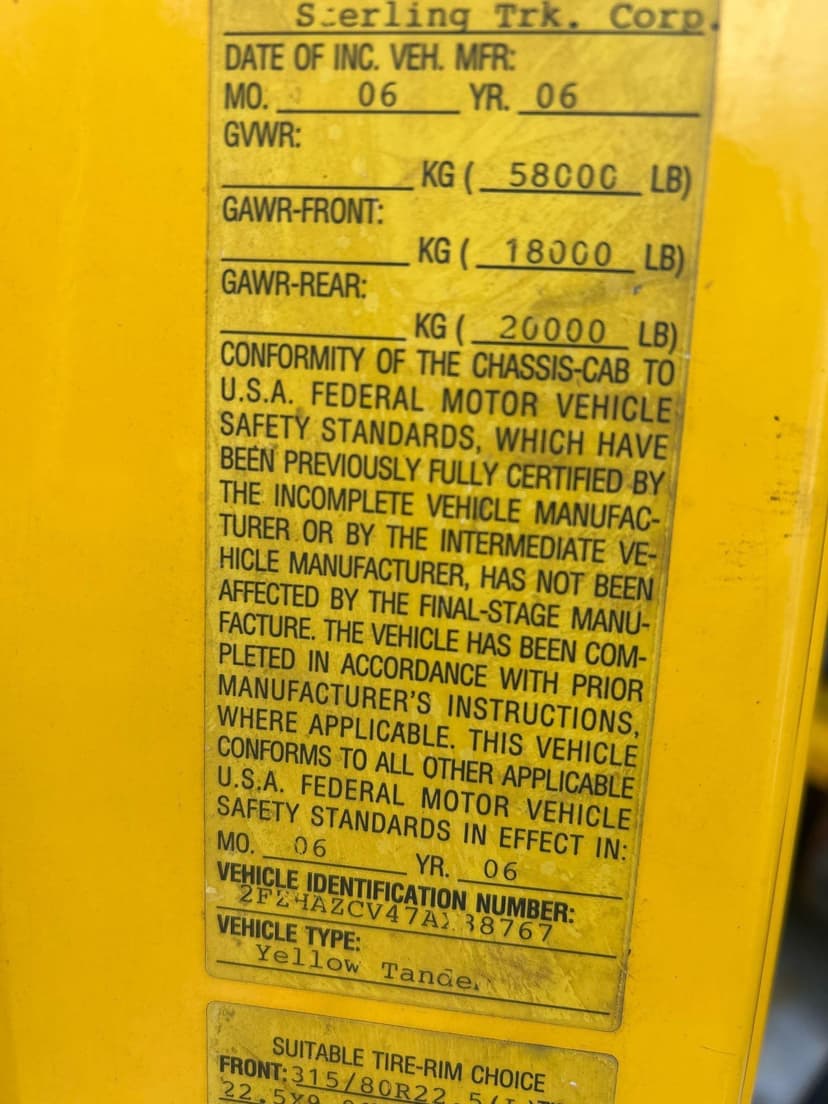 Sterling Trk. Corp.
DATE OF INC. VEH. MFR:
MO. 06 YR. 06
GVWR:
KG ( 58000 LB)
GAWR-FRONT:
KG ( 18000 LB)
GAWR-REAR:
KG ( 20000 LB)
CONFORMITY OF THE CHASSIS-CAB TO
U.S.A. FEDERAL MOTOR VEHICLE
SAFETY STANDARDS, WHICH HAVE
BEEN PREVIOUSLY FULLY CERTIFIED BY
THE INCOMPLETE VEHICLE MANUFAC-
TURER OR BY THE INTERMEDIATE VE-
HICLE MANUFACTURER, HAS NOT BEEN
AFFECTED BY THE FINAL-STAGE MANU-
FACTURE. THE VEHICLE HAS BEEN COM-
PLETED IN ACCORDANCE WITH PRIOR
MANUFACTURER'S INSTRUCTIONS,
WHERE APPLICABLE. THIS VEHICLE
CONFORMS TO ALL OTHER APPLICABLE
U.S.A. FEDERAL MOTOR VEHICLE
SAFETY STANDARDS IN EFFECT IN:
MO. 06 YR. 06
VEHICLE IDENTIFICATION NUMBER:
VEHICLE TYPE:
Yellow
SUITABLE TIRE-RIM CHOICE
FRONT: 315/80R22.5